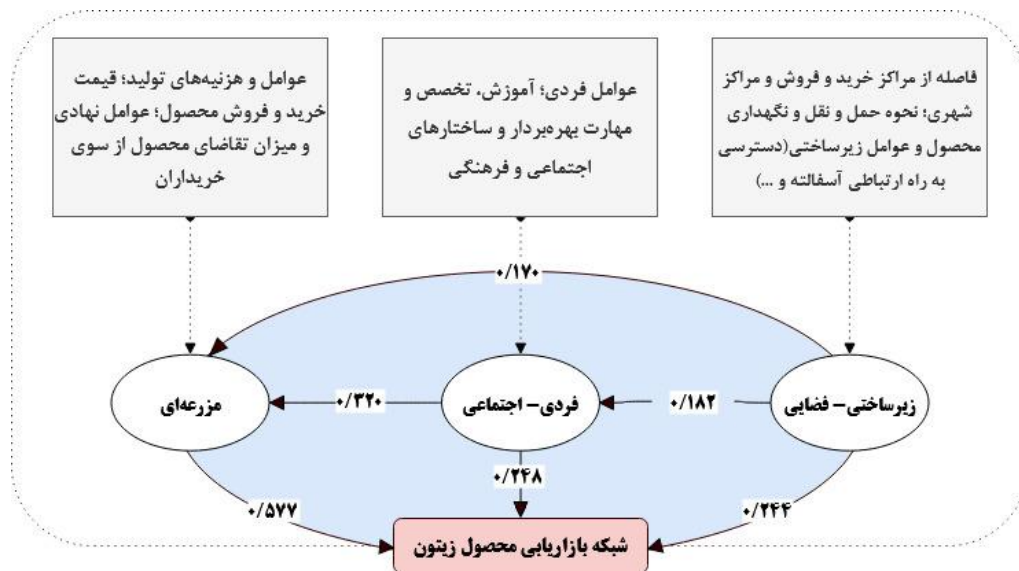 فاصله از مراکز خرید و فروش و مراکز
شهری؛ نحوه حمل و نقل و نگهداری
محصول و عوامل زیرساختی(دسترسی
به راه ارتباطی آسفالته و ...)
عوامل فردی؛ آموزش، تخصص و
مهارت بهره‌بردار و ساختارهای
اجتماعی و فرهنگی
عوامل و هزنیه‌های تولید؛ قیمت
خرید و فروش محصول؛ عوامل نهادی
و میزان تقاضای محصول از سوی
خریداران
۰/۱۷۰
زیرساختی- فضایی
۰/۱۸۲
فردی- اجتماعی
۰/۳۲۰
مزرعه‌ای
۰/۲۴۴
۰/۲۴۸
۰/۵۷۷
شبکه بازاریابی محصول زیتون